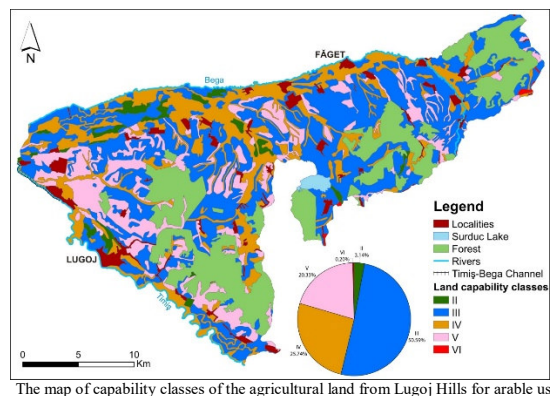 N
FĂGET
Bega
LUGOJ
Timiș
0 5 10
Km
Legend
Localities
Surduc Lake
Forest
Rivers
Timiș-Bega Channel
Land capability classes
II
III
IV
V
VI
VI
0.20%
II
3.14%
V
20.33%
III
50.59%
IV
25.74%
The map of capability classes of the agricultural land from Lugoj Hills for arable us